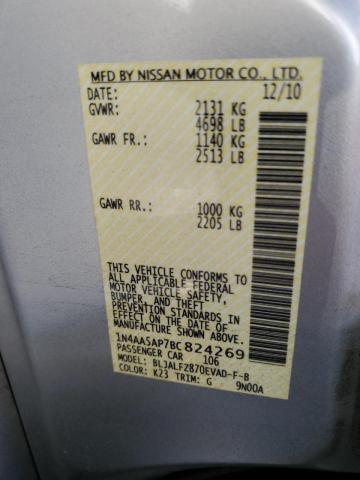 MFD BY NISSAN MOTOR CO., LTD.
DATE: 12/10
GVWR: 2131 KG
4698 LB
GAWR FR.: 1140 KG
2513 LB
GAWR RR.: 1000 KG
2205 LB
THIS VEHICLE CONFORMS TO
ALL APPLICABLE FEDERAL
MOTOR VEHICLE SAFETY,
BUMPER, AND THEFT
PREVENTION STANDARDS IN
EFFECT ON THE DATE OF
MANUFACTURE SHOWN ABOVE.
1N4AA5AP7BC824269
PASSENGER CAR 106
MODEL: BLJALFZ870EVAD-F-B
COLOR: K23 TRIM: G 9N00A